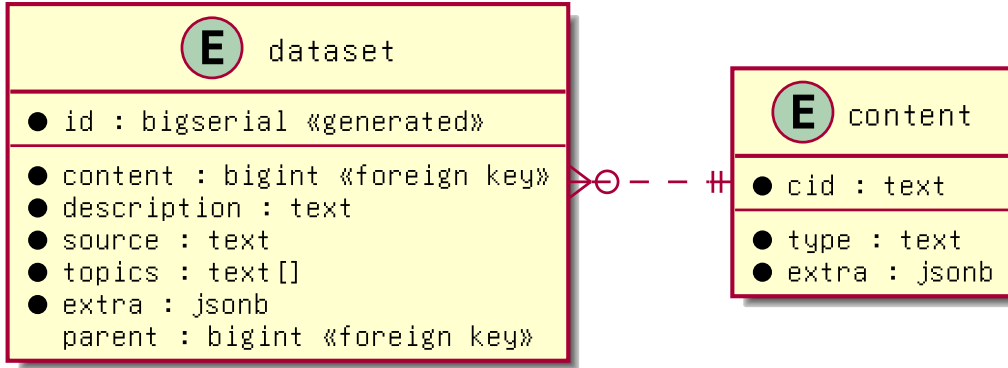 E dataset
id : bigserial «generated»
content : bigint «foreign key»
description : text
source : text
topics : text[]
extra : jsonb
parent : bigint «foreign key»
E content
cid : text
type : text
extra : jsonb